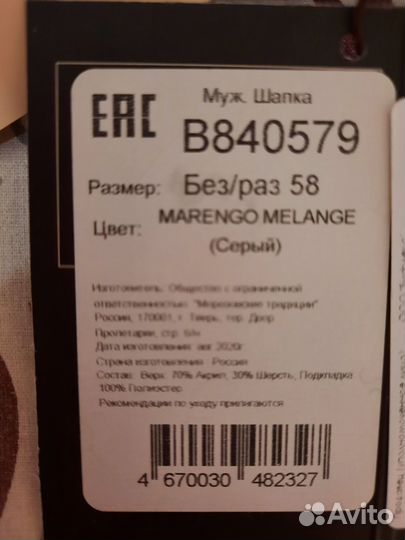 EAC
Муж. Шапка
B840579
Размер: Без/раз 58
Цвет: MARENGO MELANGE
(Серый)
Изготовитель: Общество с ограниченной
ответственностью "Морозовские традиции"
Россия, 170001, г. Тверь, тер. Двор
Пролетарки, стр.
Дата изготовления: авг. 2020г
Страна изготовления : Россия
Состав: Верх: 70% Акрил, 30% Шерсть, Подкладка
100% Полиэстер
Рекомендации по уходу прилагаются
4 670030 482327
Avito